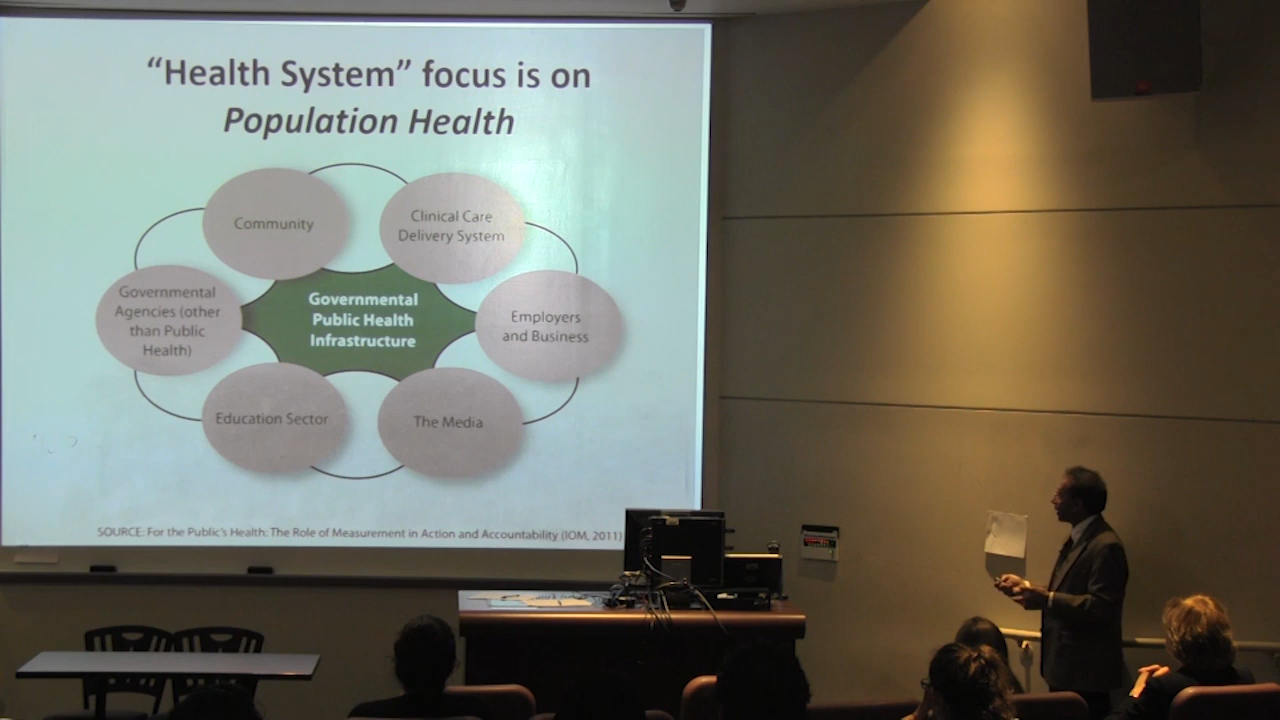 “Health System” focus is on
Population Health
Community
Clinical Care
Delivery System
Governmental
Agencies (other
than Public
Health)
Governmental
Public Health
Infrastructure
Employers
and Business
Education Sector
The Media
SOURCE: For the Public's Health: The Role of Measurement in Action and Accountability (IOM, 2011)